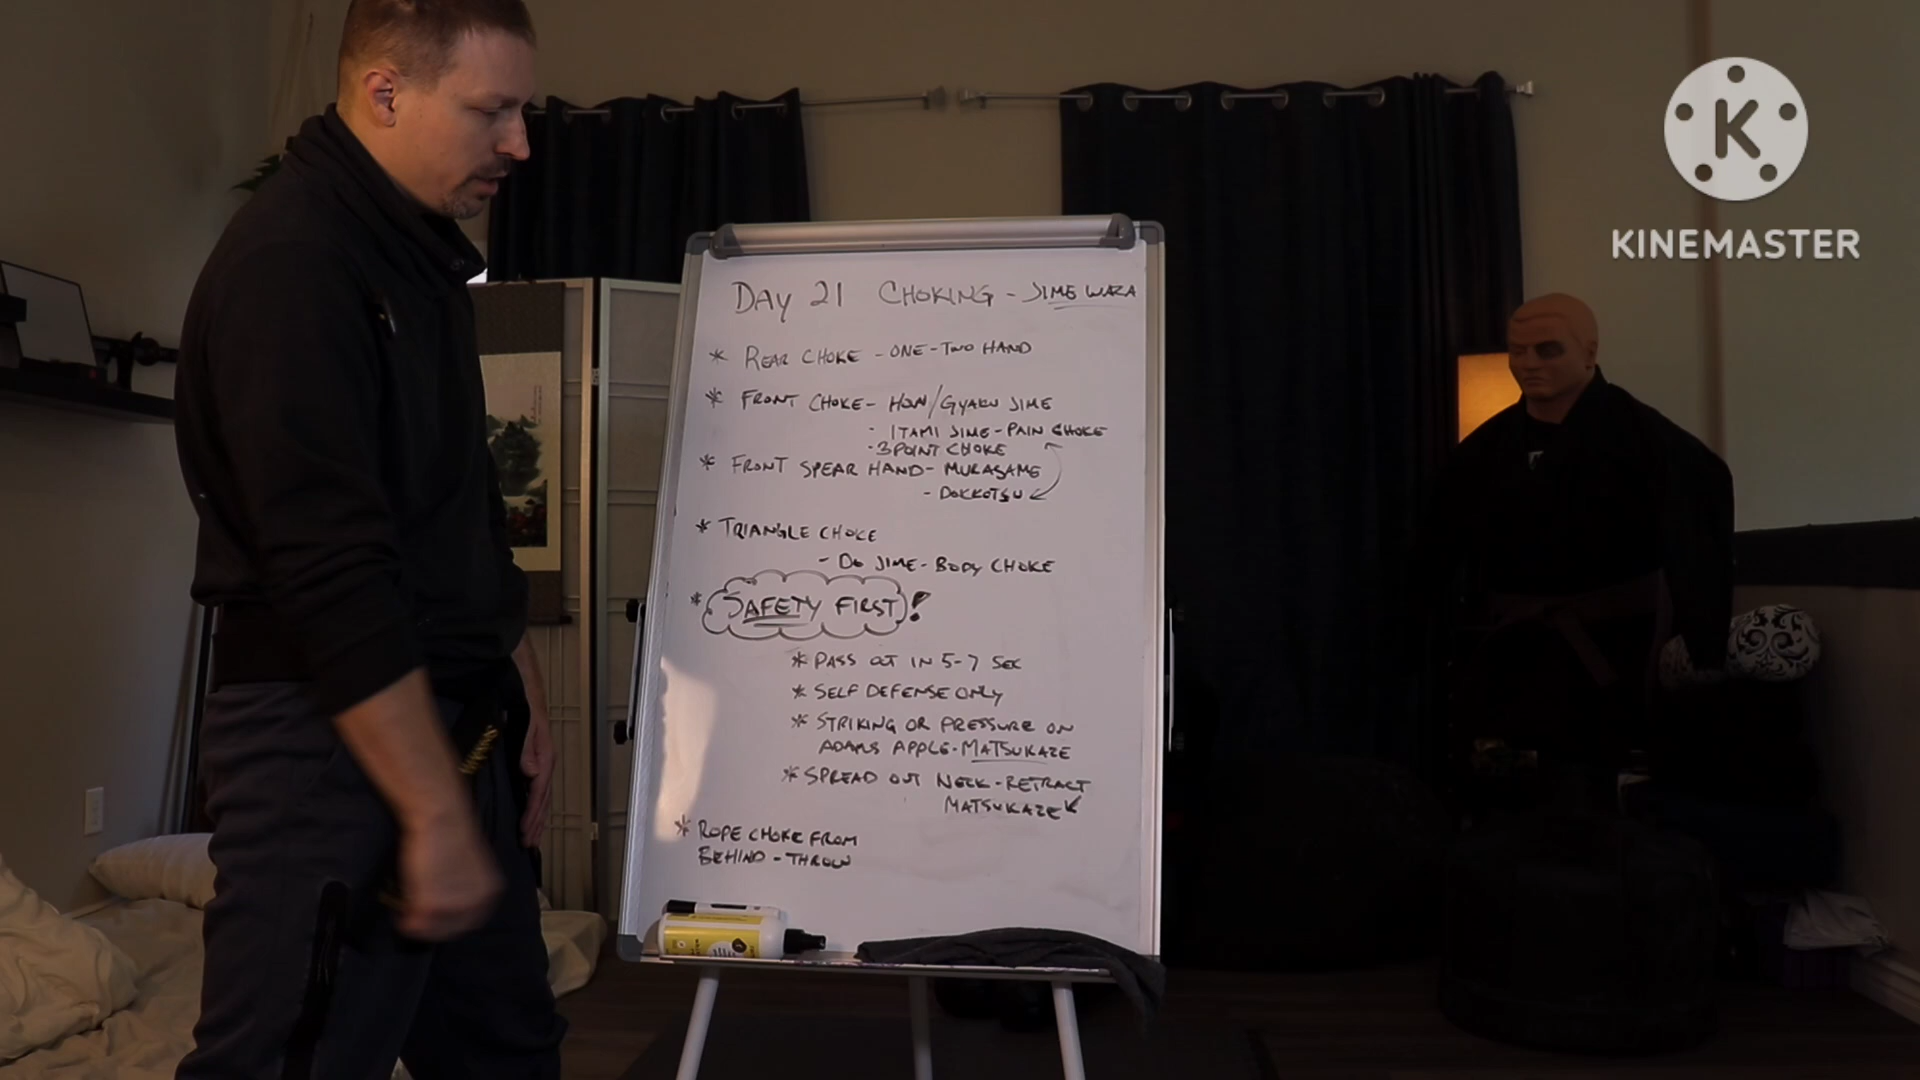 K
KINEMASTER
DAY 21 CHOKING - JIME WAZA
* REAR CHOKE - ONE-TWO HAND
* FRONT CHOKE - HON/GYAKU JIME
- ITAMI JIME - PAIN CHOKE
- 3 POINT CHOKE
* FRONT SPEAR HAND - MURASAME
- DOKKOTSU
* TRIANGLE CHOKE
- DO JIME - BODY CHOKE
* SAFETY FIRST!
* PASS OUT IN 5-7 SEC
* SELF DEFENSE ONLY
* STRIKING OR PRESSURE ON
ADAMS APPLE - MATSUKAZE
* SPREAD OUT NECK - RETRACT
MATSUKAZE
* ROPE CHOKE FROM
BEHIND - THROW